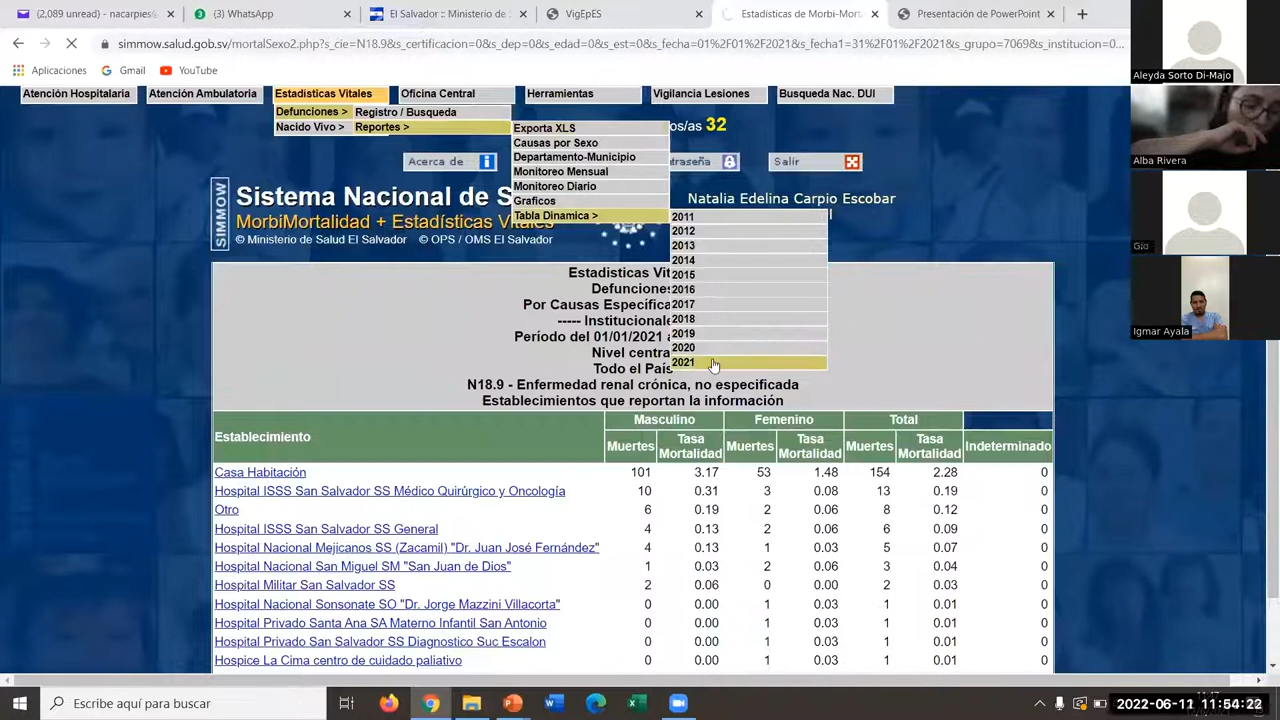 (2,089 unread) - nacarpies@
(3) WhatsApp
El Salvador :: Ministerio de S
VigEpES
Estadísticas de Morbi-Mort
Presentación de PowerPoint
simmow.salud.gob.sv/mortalSexo2.php?s_cie=N18.9&s_certificacion=0&s_dep=0&s_edad=0&s_est=0&s_fecha=01%2F01%2F2021&s_fecha1=31%2F01%2F2021&s_grupo=7069&s_institucion=0...
Aplicaciones
Gmail
YouTube
Atención Hospitalaria
Atención Ambulatoria
Estadísticas Vitales
Oficina Central
Herramientas
Vigilancia Lesiones
Busqueda Nac. DUI
Defunciones >
Registro / Busqueda
Nacido Vivo >
Reportes >
Exporta XLS
os/as 32
Causas por Sexo
Departamento-Municipio
Acerca de
traseña
Salir
Monitoreo Mensual
Monitoreo Diario
Graficos
Tabla Dinamica >
SIMMOW
Sistema Nacional de S
Natalia Edelina Carpio Escobar
MorbiMortalidad + Estadísticas Vitales
© Ministerio de Salud El Salvador © OPS / OMS El Salvador
2011
2012
2013
2014
2015
2016
2017
2018
2019
2020
2021
Estadisticas Vit
Defunciones
Por Causas Específica
----- Institucionale
Período del 01/01/2021 a
Nivel centra
Todo el País
N18.9 - Enfermedad renal crónica, no especificada
Establecimientos que reportan la información
Establecimiento
Masculino Femenino Total
Muertes Tasa Mortalidad Muertes Tasa Mortalidad Muertes Tasa Mortalidad Indeterminado
Casa Habitación 101 3.17 53 1.48 154 2.28 0
Hospital ISSS San Salvador SS Médico Quirúrgico y Oncología 10 0.31 3 0.08 13 0.19 0
Otro 6 0.19 2 0.06 8 0.12 0
Hospital ISSS San Salvador SS General 4 0.13 2 0.06 6 0.09 0
Hospital Nacional Mejicanos SS (Zacamil) "Dr. Juan José Fernández" 4 0.13 1 0.03 5 0.07 0
Hospital Nacional San Miguel SM "San Juan de Dios" 1 0.03 2 0.06 3 0.04 0
Hospital Militar San Salvador SS 2 0.06 0 0.00 2 0.03 0
Hospital Nacional Sonsonate SO "Dr. Jorge Mazzini Villacorta" 0 0.00 1 0.03 1 0.01 0
Hospital Privado Santa Ana SA Materno Infantil San Antonio 0 0.00 1 0.03 1 0.01 0
Hospital Privado San Salvador SS Diagnostico Suc Escalon 0 0.00 1 0.03 1 0.01 0
Hospice La Cima centro de cuidado paliativo 0 0.00 1 0.03 1 0.01 0
Aleyda Sorto Di-Majo
Alba Rivera
Gio
Igmar Ayala
Escribe aquí para buscar
2022-06-11 11:54:22